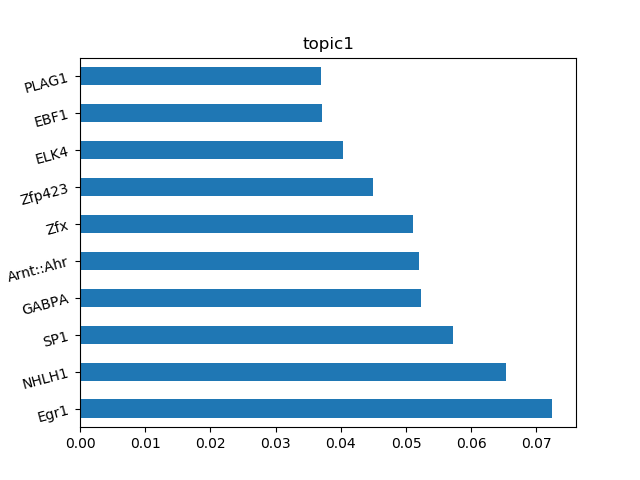 topic1
PLAG1
EBF1
ELK4
Zfp423
Zfx
Arnt::Ahr
GABPA
SP1
NHLH1
Egr1
0.00 0.01 0.02 0.03 0.04 0.05 0.06 0.07